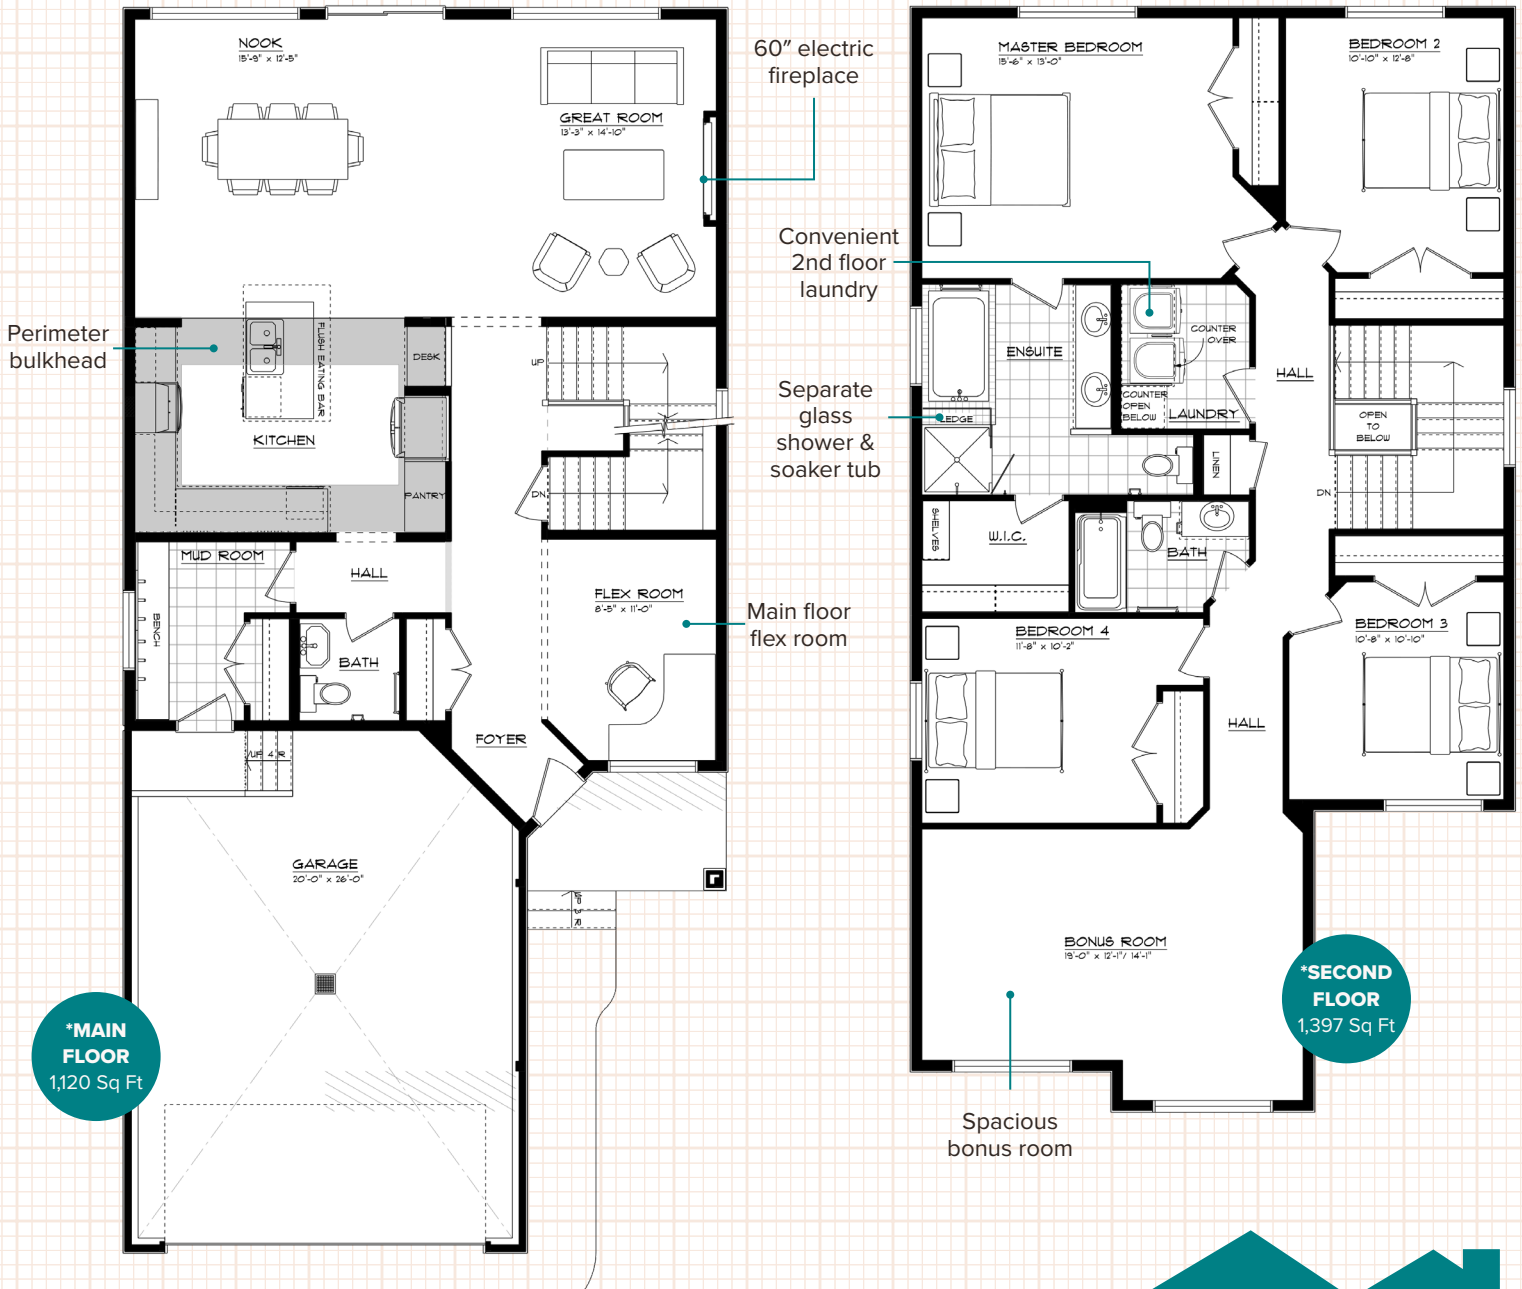 NOOK
15'-9" x 12'-5"
GREAT ROOM
13'-3" x 14'-10"
60" electric
fireplace
Perimeter
bulkhead
FLUSH EATING BAR
DESK
KITCHEN
PANTRY
UP
DN
MUD ROOM
BENCH
HALL
BATH
FLEX ROOM
8'-5" x 11'-0"
Main floor
flex room
FOYER
UP 4 R
GARAGE
20'-0" x 26'-0"
UP 3 R
*MAIN
FLOOR
1,120 Sq Ft
MASTER BEDROOM
15'-6" x 13'-0"
BEDROOM 2
10'-10" x 12'-8"
Convenient
2nd floor
laundry
ENSUITE
COUNTER
OVER
COUNTER
OPEN
BELOW
LAUNDRY
HALL
OPEN
TO
BELOW
DN
Separate
glass
shower &
soaker tub
LEDGE
LINEN
SHELVES
W.I.C.
BATH
BEDROOM 4
11'-8" x 10'-2"
BEDROOM 3
10'-8" x 10'-10"
HALL
BONUS ROOM
19'-0" x 12'-1"/ 14'-1"
*SECOND
FLOOR
1,397 Sq Ft
Spacious
bonus room